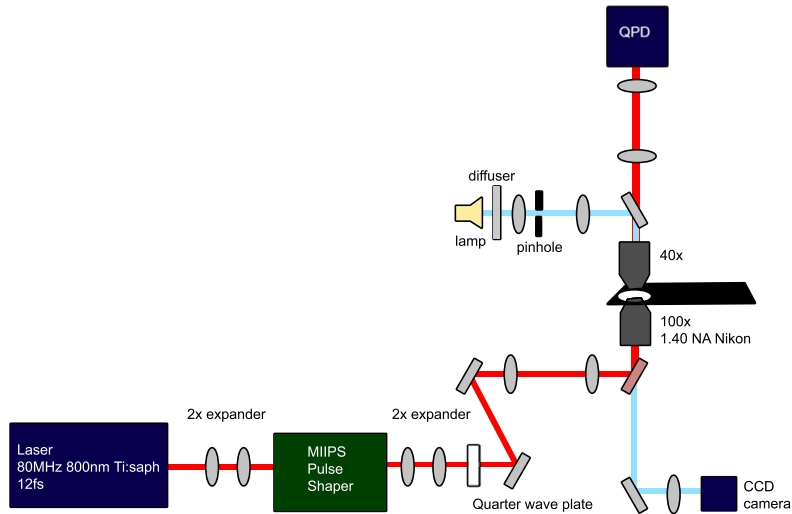 QPD
diffuser
lamp
pinhole
40x
100x
1.40 NA Nikon
2x expander
2x expander
Laser
80MHz 800nm Ti:saph
12fs
MIIPS
Pulse
Shaper
Quarter wave plate
CCD
camera